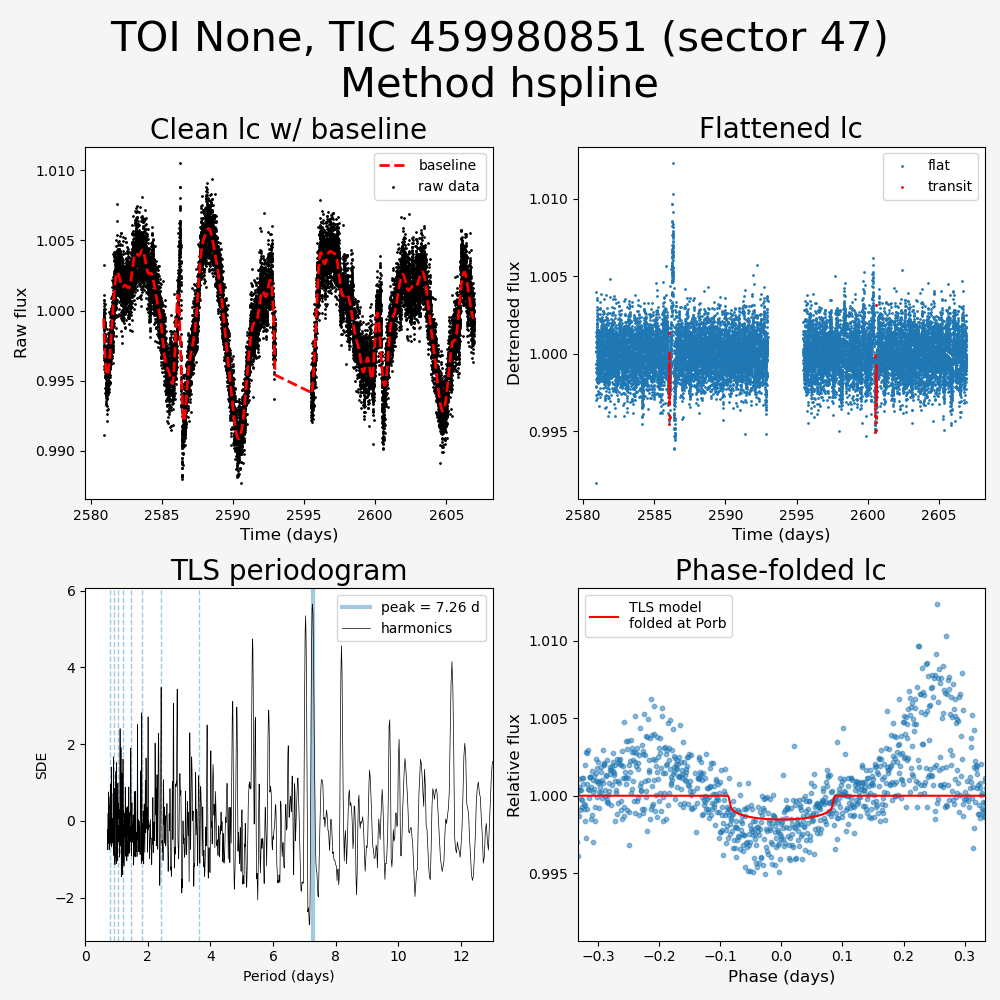 TOI None, TIC 459980851 (sector 47)
Method hspline
Clean lc w/ baseline
Raw flux
1.010
1.005
1.000
0.995
0.990
baseline
raw data
2580 2585 2590 2595 2600 2605
Time (days)
Flattened lc
Detrended flux
1.010
1.005
1.000
0.995
flat
transit
2580 2585 2590 2595 2600 2605
Time (days)
TLS periodogram
SDE
6
4
2
0
−2
peak = 7.26 d
harmonics
0 2 4 6 8 10 12
Period (days)
Phase-folded lc
Relative flux
1.010
1.005
1.000
0.995
TLS model
folded at Porb
−0.3 −0.2 −0.1 0.0 0.1 0.2 0.3
Phase (days)